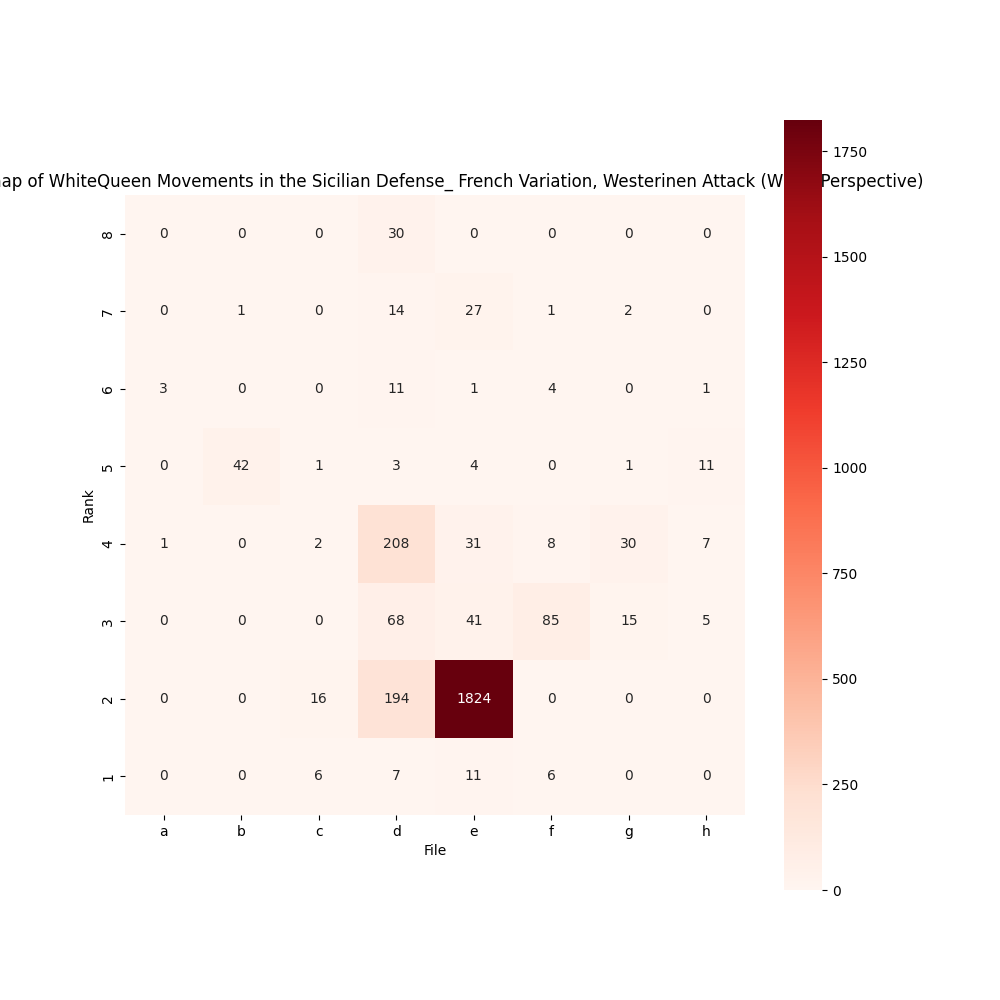 ap of WhiteQueen Movements in the Sicilian Defense_ French Variation, Westerinen Attack (W Perspective)
1750
8 0 0 0 30 0 0 0 0
1500
7 0 1 0 14 27 1 2 0
1250
6 3 0 0 11 1 4 0 1
1000
5 0 42 1 3 4 0 1 11
Rank
4 1 0 2 208 31 8 30 7
750
3 0 0 0 68 41 85 15 5
500
2 0 0 16 194 1824 0 0 0
250
1 0 0 6 7 11 6 0 0
a b c d e f g h
File
0